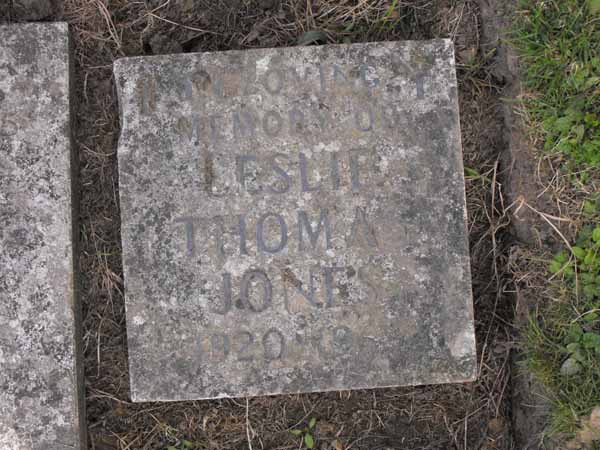 IN LOVING
MEMORY OF
LESLIE
THOMAS
JONES
1920